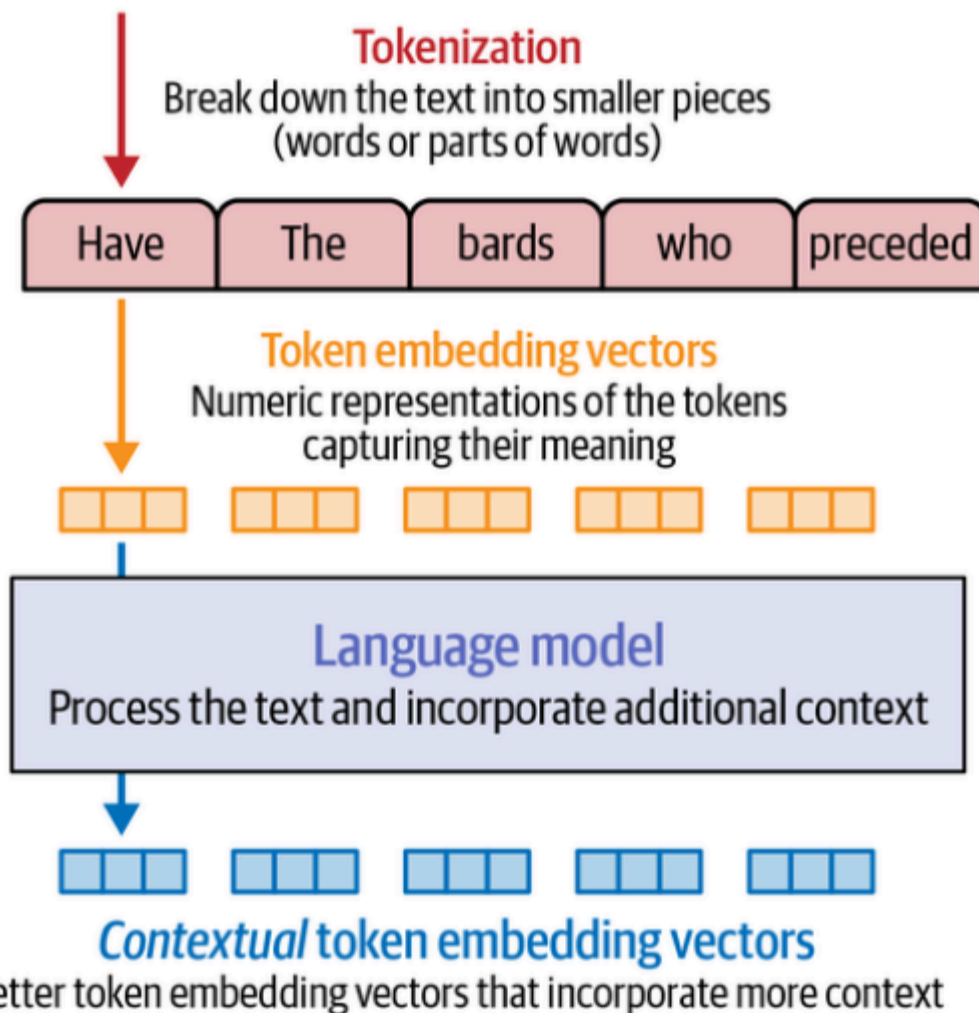 Tokenization
Break down the text into smaller pieces
(words or parts of words)
Have The bards who preceded
Token embedding vectors
Numeric representations of the tokens
capturing their meaning
Language model
Process the text and incorporate additional context
Contextual token embedding vectors
etter token embedding vectors that incorporate more context